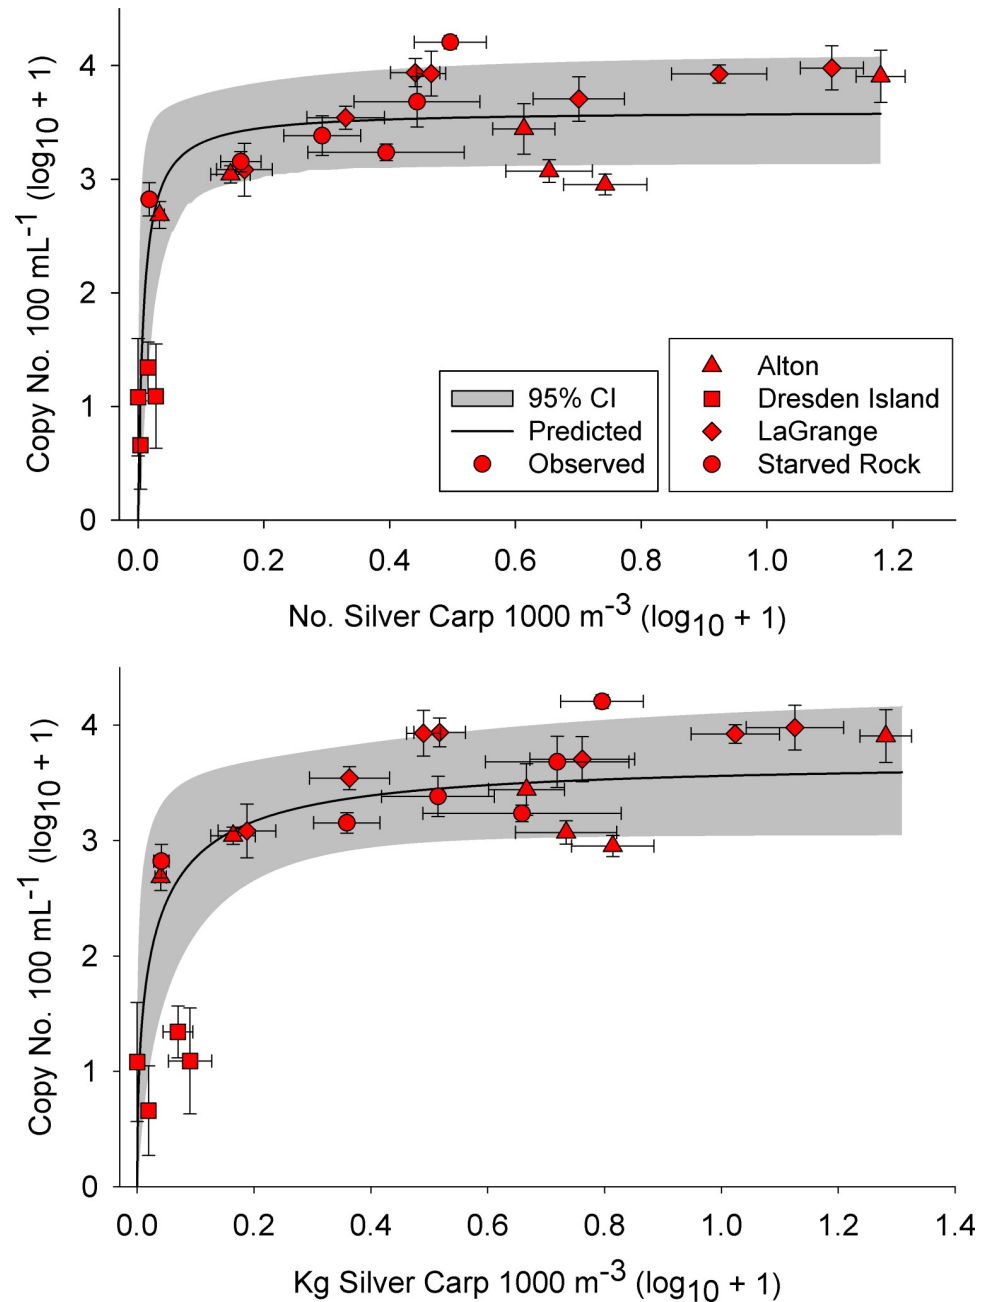 Copy No. 100 mL-1 (log10 + 1)
4
3
2
1
0
95% CI
Predicted
Observed
Alton
Dresden Island
LaGrange
Starved Rock
0.0 0.2 0.4 0.6 0.8 1.0 1.2
No. Silver Carp 1000 m-3 (log10 + 1)
Copy No. 100 mL-1 (log10 + 1)
4
3
2
1
0
0.0 0.2 0.4 0.6 0.8 1.0 1.2 1.4
Kg Silver Carp 1000 m-3 (log10 + 1)